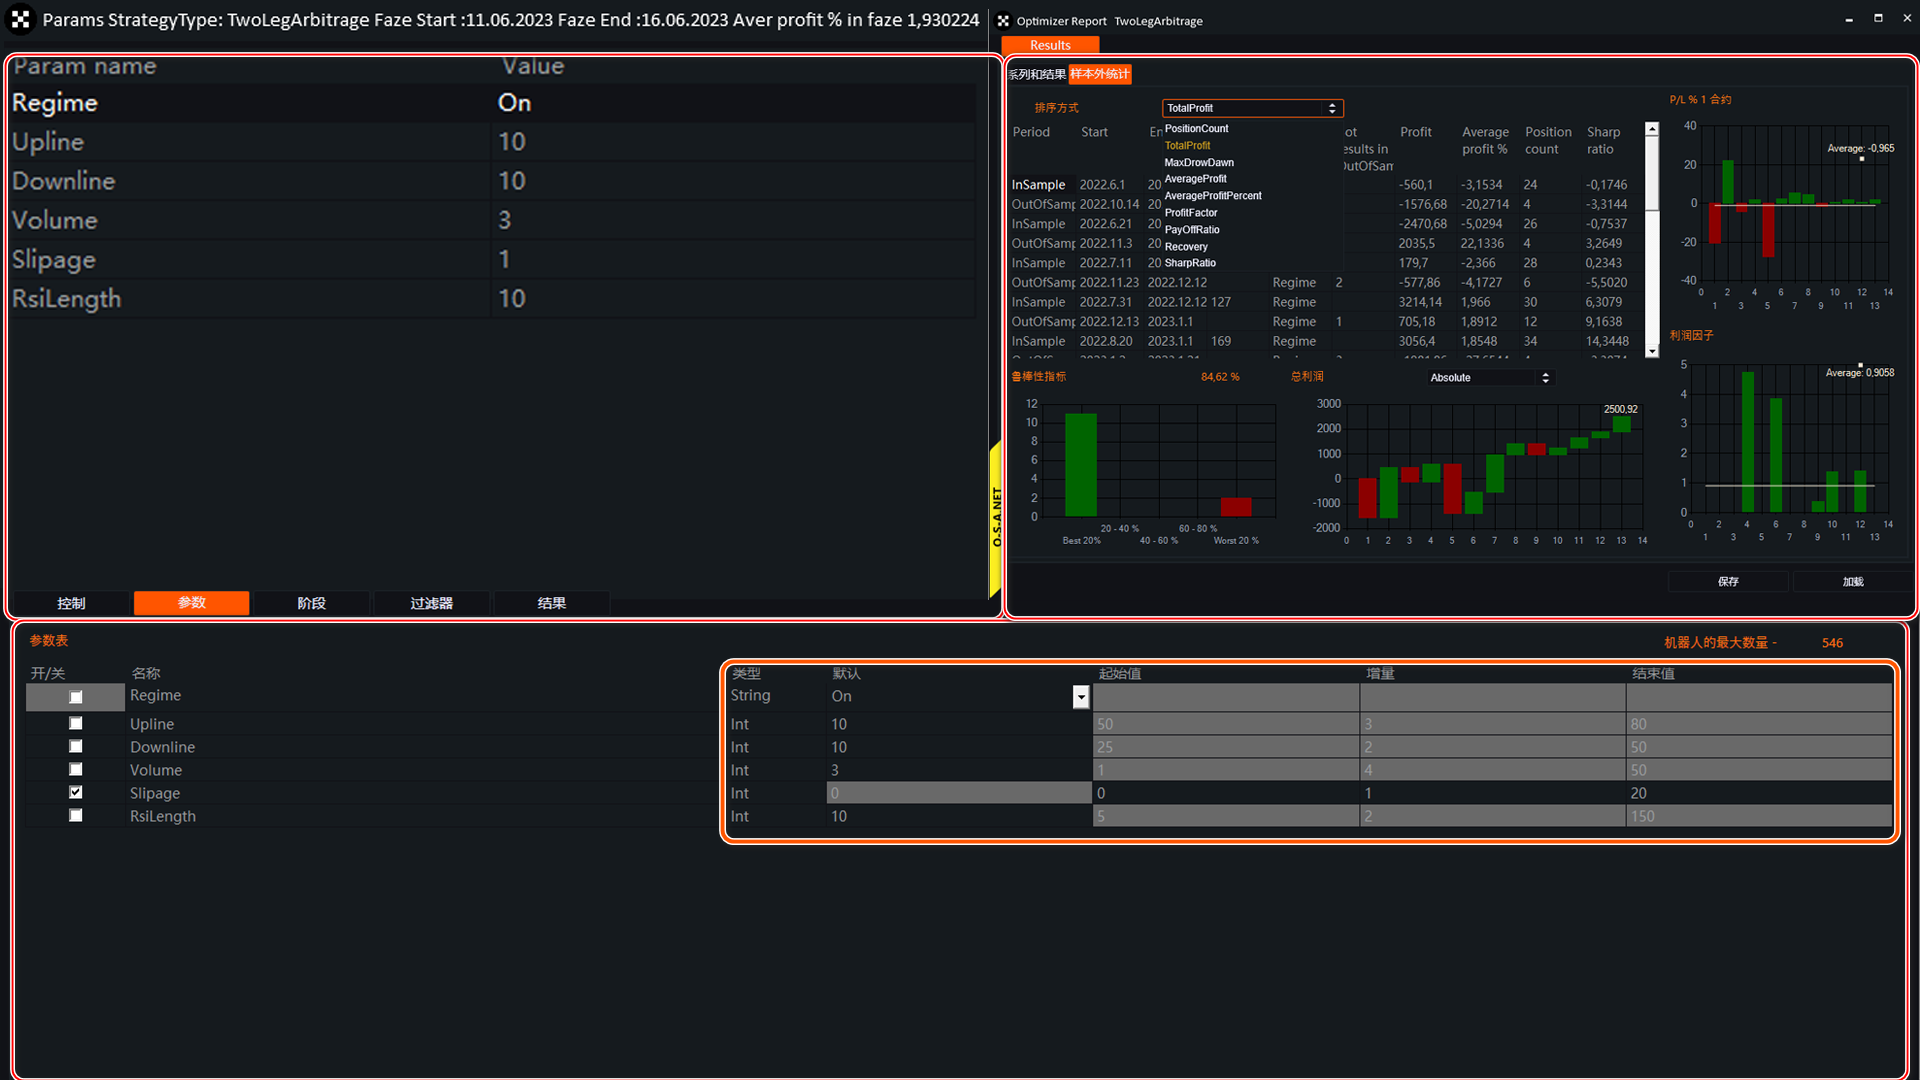 Params StrategyType: TwoLegArbitrage Faze Start :11.06.2023 Faze End :16.06.2023 Aver profit % in faze 1,930224
Param name Value
Regime On
Upline 10
Downline 10
Volume 3
Slipage 1
RsiLength 10
控制 参数 阶段 过滤器 结果
O-S-A.NET
Optimizer Report TwoLegArbitrage
Results
系列和结果 样本外统计
排序方式 TotalProfit
PositionCount
TotalProfit
MaxDrowDawn
AverageProfit
AverageProfitPercent
ProfitFactor
PayOffRatio
Recovery
SharpRatio
Period Start Profit Average profit % Position count Sharp ratio
InSample 2022.6.1 20 -560,1 -3,1534 24 -0,1746
OutOfSamp 2022.10.14 20 -1576,68 -20,2714 4 -3,3144
InSample 2022.6.21 20 -2470,68 -5,0294 26 -0,7537
OutOfSamp 2022.11.3 20 2035,5 22,1336 4 3,2649
InSample 2022.7.11 20 179,7 -2,366 28 0,2343
OutOfSamp 2022.11.23 2022.12.12 Regime 2 -577,86 -4,1727 6 -5,5020
InSample 2022.7.31 2022.12.12 127 Regime 3214,14 1,966 30 6,3079
OutOfSamp 2022.12.13 2023.1.1 Regime 1 705,18 1,8912 12 9,1638
InSample 2022.8.20 2023.1.1 169 Regime 3056,4 1,8548 34 14,3448
P/L % 1 合约
40
20
0
-20
-40
Average: -0,965
0 2 4 6 8 10 12 14
1 3 5 7 9 11 13
利润因子
5
4
3
2
1
0
Average: 0,9058
0 2 4 6 8 10 12 14
1 3 5 7 9 11 13
鲁棒性指标 84,62 %
12
10
8
6
4
2
0
20 - 40 % 60 - 80 %
Best 20% 40 - 60 % Worst 20 %
总利润 Absolute
3000
2000
1000
0
-1000
-2000
2500,92
0 1 2 3 4 5 6 7 8 9 10 11 12 13 14
保存 加载
参数表
机器人的最大数量 - 546
开/关 名称 类型 默认 起始值 增量 结束值
Regime String On
Upline Int 10 50 3 80
Downline Int 10 25 2 50
Volume Int 3 1 4 50
Slipage Int 0 0 1 20
RsiLength Int 10 5 2 150